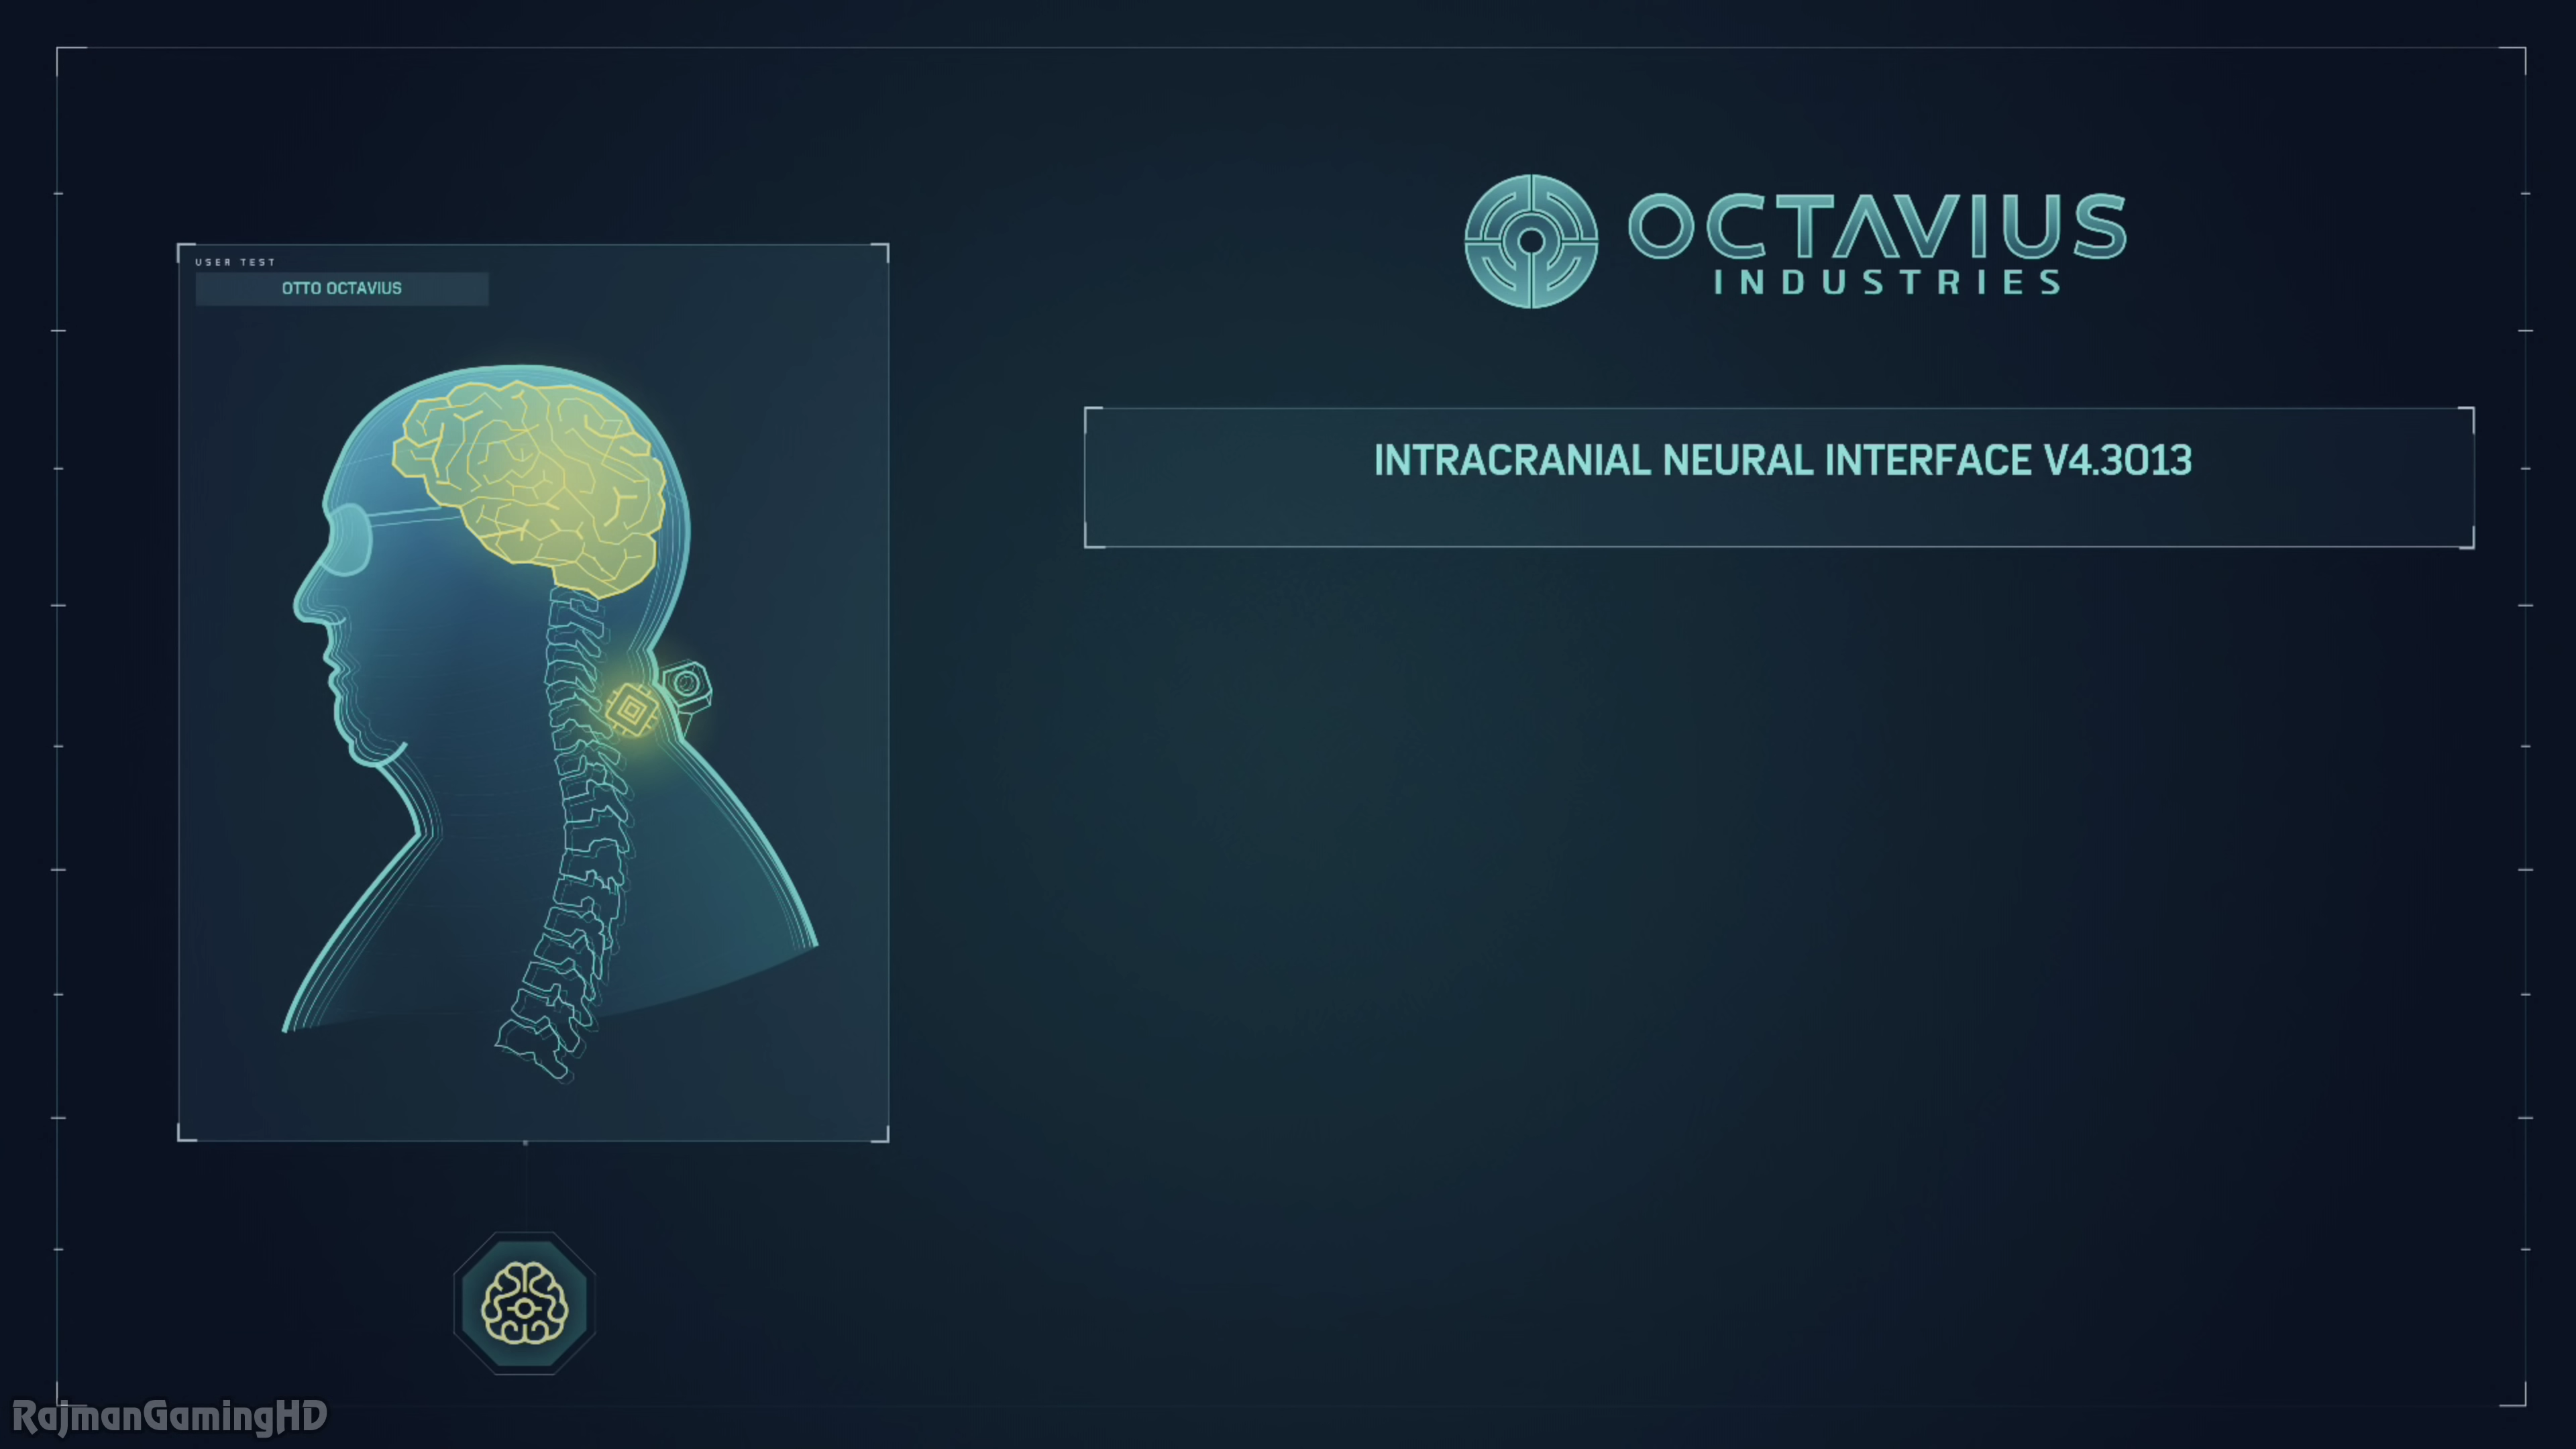 USER TEST
OTTO OCTAVIUS
OCTAVIUS
INDUSTRIES
INTRACRANIAL NEURAL INTERFACE V4.3013
RajmanGamingHD